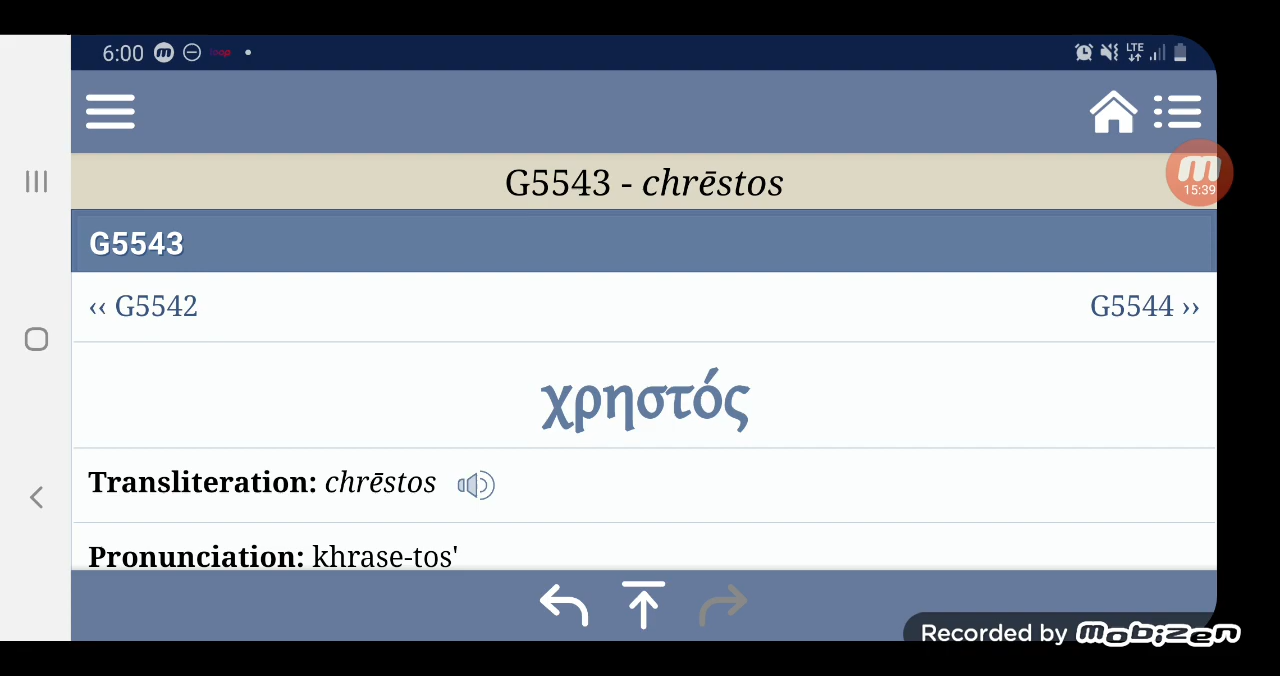 6:00
LTE
15:39
G5543 - chrēstos
G5543
‹‹ G5542
G5544 ››
χρηστός
Transliteration: chrēstos
Pronunciation: khrase-tos'
Recorded by Mobizen